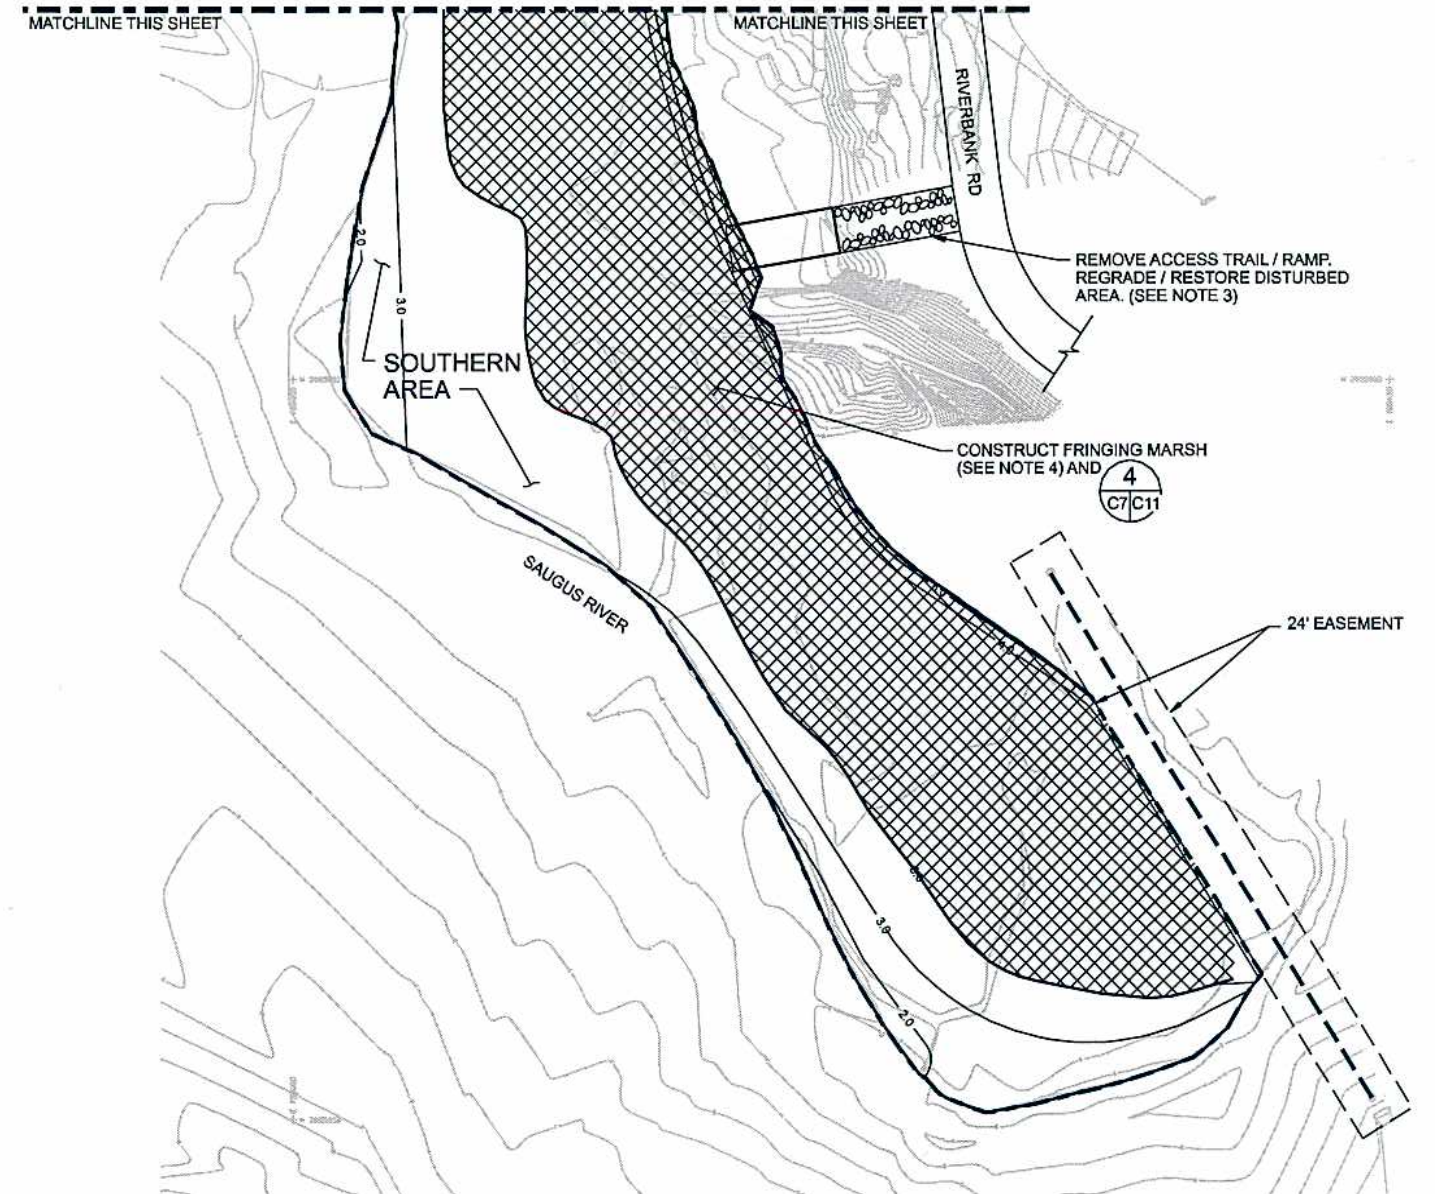 MATCHLINE THIS SHEET
MATCHLINE THIS SHEET
RIVERBANK RD
REMOVE ACCESS TRAIL / RAMP.
REGRADE / RESTORE DISTURBED
AREA. (SEE NOTE 3)
2.0
3.0
SOUTHERN
AREA
CONSTRUCT FRINGING MARSH
(SEE NOTE 4) AND
4
C7 C11
SAUGUS RIVER
24' EASEMENT
4.0
3.0
2.0